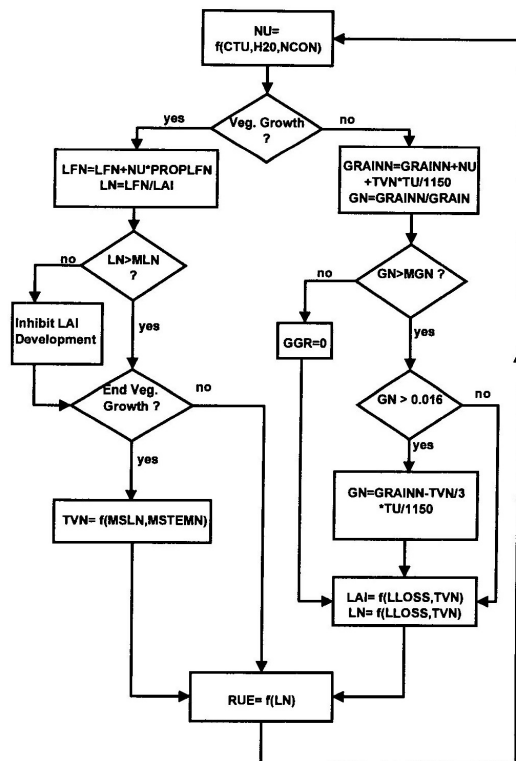 NU=
f(CTU,H20,NCON)
Veg. Growth
?
yes
no
LFN=LFN+NU*PROPLFN
LN=LFN/LAI
GRAINN=GRAINN+NU
+TVN*TU/1150
GN=GRAINN/GRAIN
LN>MLN
?
no
yes
GN>MGN ?
no
yes
Inhibit LAI
Development
GGR=0
End Veg.
Growth ?
no
yes
GN > 0.016
no
yes
TVN= f(MSLN,MSTEMN)
GN=GRAINN-TVN/3
*TU/1150
LAI= f(LLOSS,TVN)
LN= f(LLOSS,TVN)
RUE= f(LN)